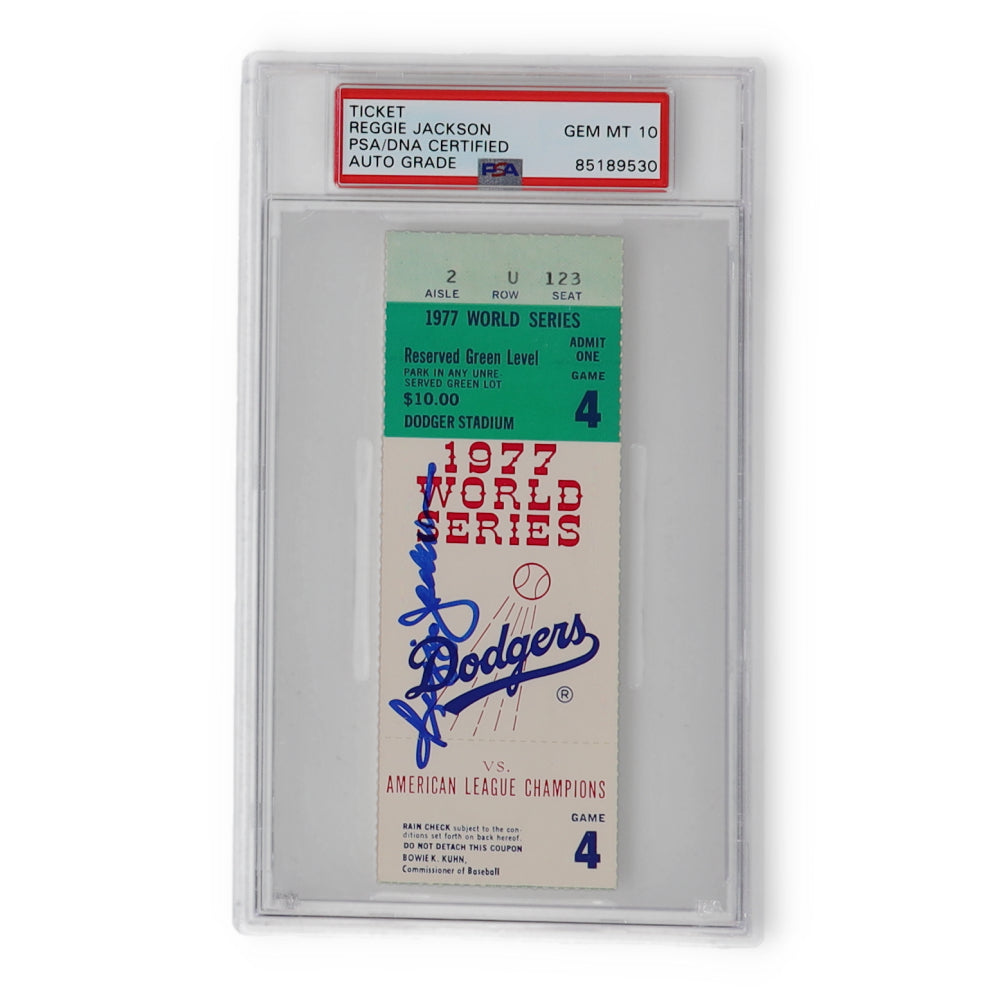 TICKET
REGGIE JACKSON GEM MT 10
PSA/DNA CERTIFIED
AUTO GRADE PSA 85189530
2 U 123
AISLE ROW SEAT
1977 WORLD SERIES
ADMIT
ONE
Reserved Green Level
PARK IN ANY UNRE-
SERVED GREEN LOT
GAME
$10.00
4
DODGER STADIUM
1977
WORLD
SERIES
Reggie Jackson
Dodgers
®
VS.
AMERICAN LEAGUE CHAMPIONS
GAME
4
RAIN CHECK subject to the con-
ditions set forth on back hereof.
DO NOT DETACH THIS COUPON
BOWIE K. KUHN,
Commissioner of Baseball